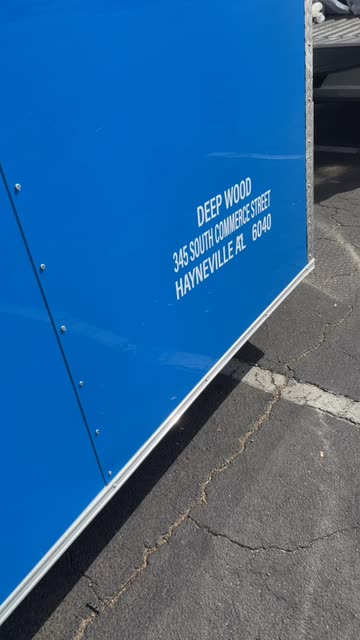 DEEP WOOD
345 SOUTH COMMERCE STREET
HAYNEVILLE AL 6040